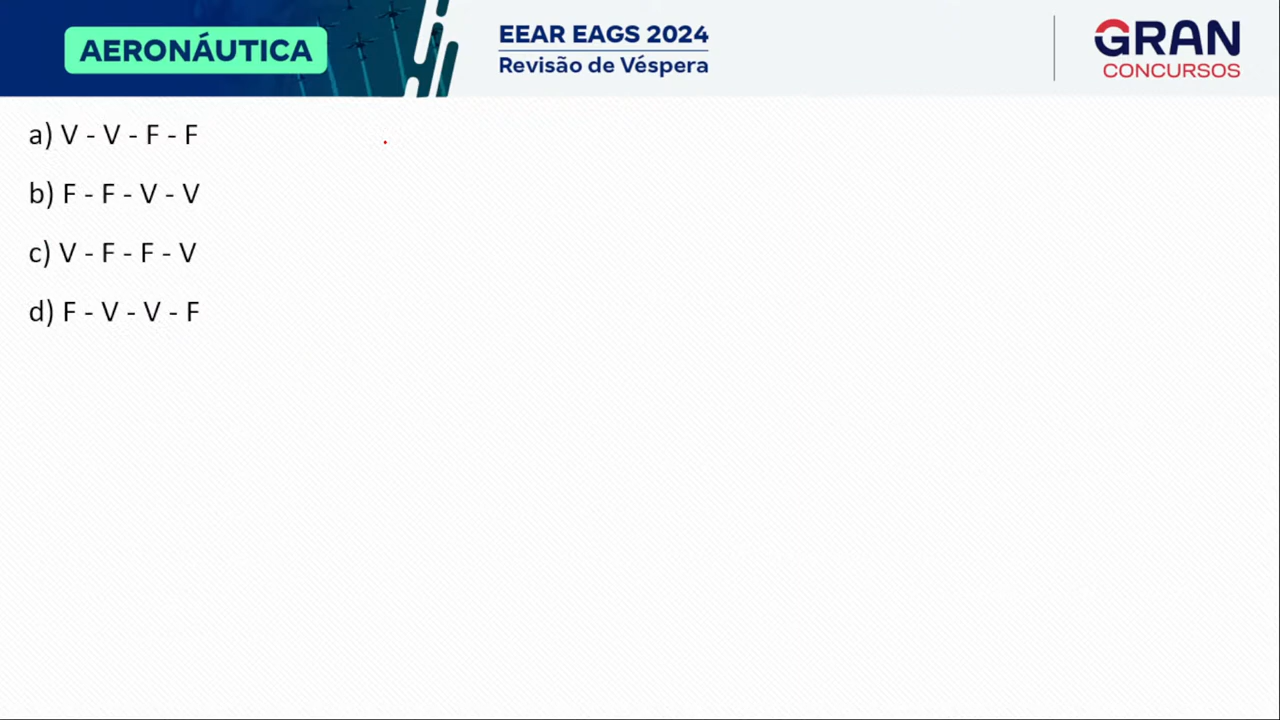 AERONÁUTICA
EEAR EAGS 2024
Revisão de Véspera
GRAN
CONCURSOS
a) V - V - F - F
b) F - F - V - V
c) V - F - F - V
d) F - V - V - F